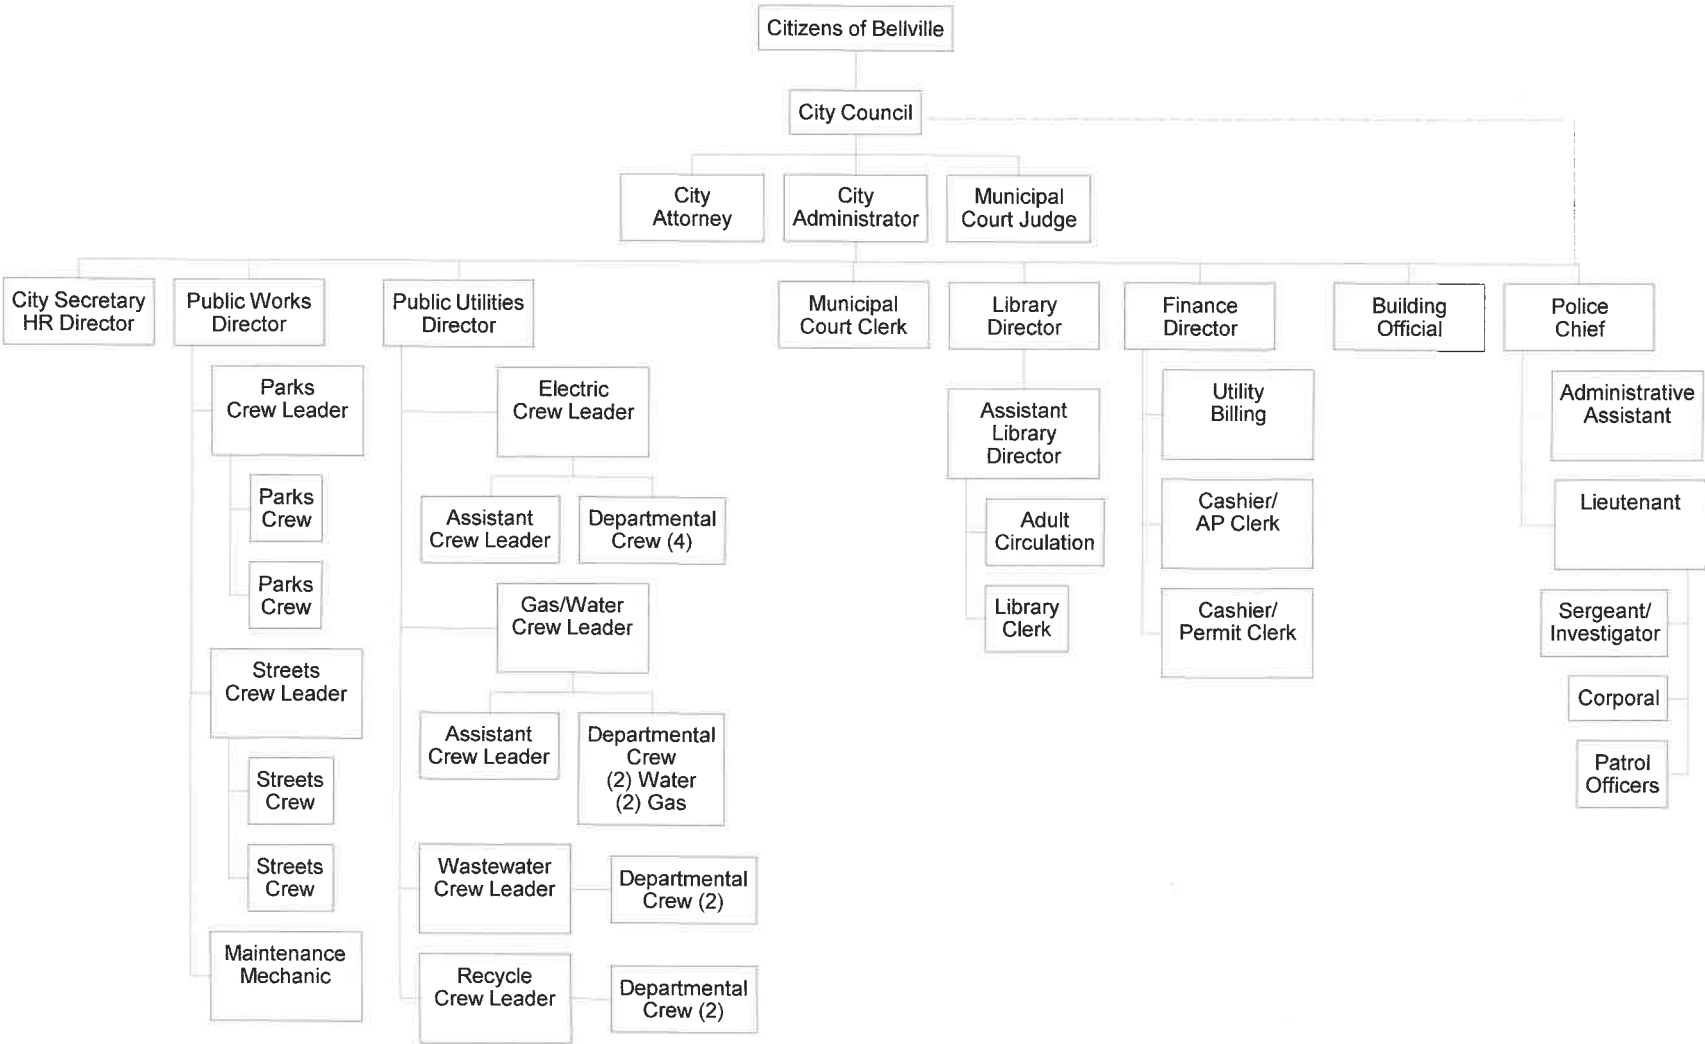 Citizens of Bellville
City Council
City
Attorney
City
Administrator
Municipal
Court Judge
City Secretary
HR Director
Public Works
Director
Public Utilities
Director
Municipal
Court Clerk
Library
Director
Finance
Director
Building
Official
Police
Chief
Parks
Crew Leader
Parks
Crew
Parks
Crew
Streets
Crew Leader
Streets
Crew
Streets
Crew
Maintenance
Mechanic
Electric
Crew Leader
Assistant
Crew Leader
Departmental
Crew (4)
Gas/Water
Crew Leader
Assistant
Crew Leader
Departmental
Crew
(2) Water
(2) Gas
Wastewater
Crew Leader
Departmental
Crew (2)
Recycle
Crew Leader
Departmental
Crew (2)
Assistant
Library
Director
Adult
Circulation
Library
Clerk
Utility
Billing
Cashier/
AP Clerk
Cashier/
Permit Clerk
Administrative
Assistant
Lieutenant
Sergeant/
Investigator
Corporal
Patrol
Officers